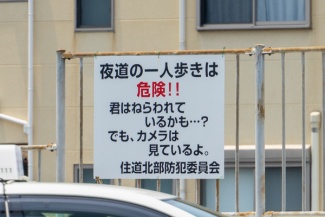 夜道の一人歩きは
危険!!
君はねらわれて
いるかも…?
でも、カメラは
見ているよ。
住道北部防犯委員会